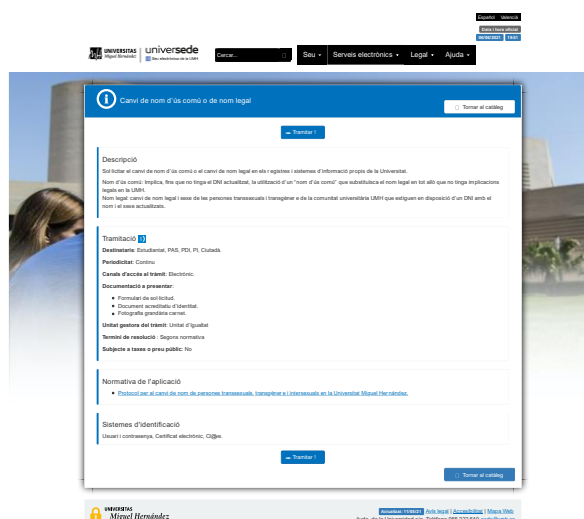 Español Valencià
Data i hora oficial
06/08/2021 19:01
UNIVERSITAS
Miguel Hernández
universede
Seu electrònica de la UMH
Cercar...
Seu
Serveis electrònics
Legal
Ajuda
Canvi de nom d'ús comú o de nom legal
Tornar al catàleg
Tramitar !
Descripció
Sol·licitar el canvi de nom d'ús comú o el canvi de nom legal en els registres i sistemes d'informació propis de la Universitat.
Nom d'ús comú: Implica, fins que no tinga el DNI actualitzat, la utilització d'un "nom d'ús comú" que substituïsca el nom legal en tot allò que no tinga implicacions
legals en la UMH.
Nom legal: canvi de nom legal i sexe de les persones transsexuals i transgènere de la comunitat universitària UMH que estiguen en disposició d'un DNI amb el
nom i el sexe actualitzats.
Tramitació
Destinataris: Estudiantat, PAS, PDI, PI, Ciutadà.
Periodicitat: Continu
Canals d'accés al tràmit: Electrònic.
Documentació a presentar:
Formulari de sol·licitud.
Document acreditatiu d'identitat.
Fotografia grandària carnet.
Unitat gestora del tràmit: Unitat d'Igualtat
Termini de resolució : Segons normativa
Subjecte a taxes o preu públic: No
Normativa de l'aplicació
Protocol per al canvi de nom de persones transsexuals, transgènere i intersexuals en la Universitat Miguel Hernández.
Sistemes d'identificació
Usuari i contrasenya, Certificat electrònic, Cl@ve.
Tramitar !
Tornar al catàleg
UNIVERSITAS
Miguel Hernández
Actualitzat: 11/05/21 Avís legal | Accesibilitat | Mapa Web